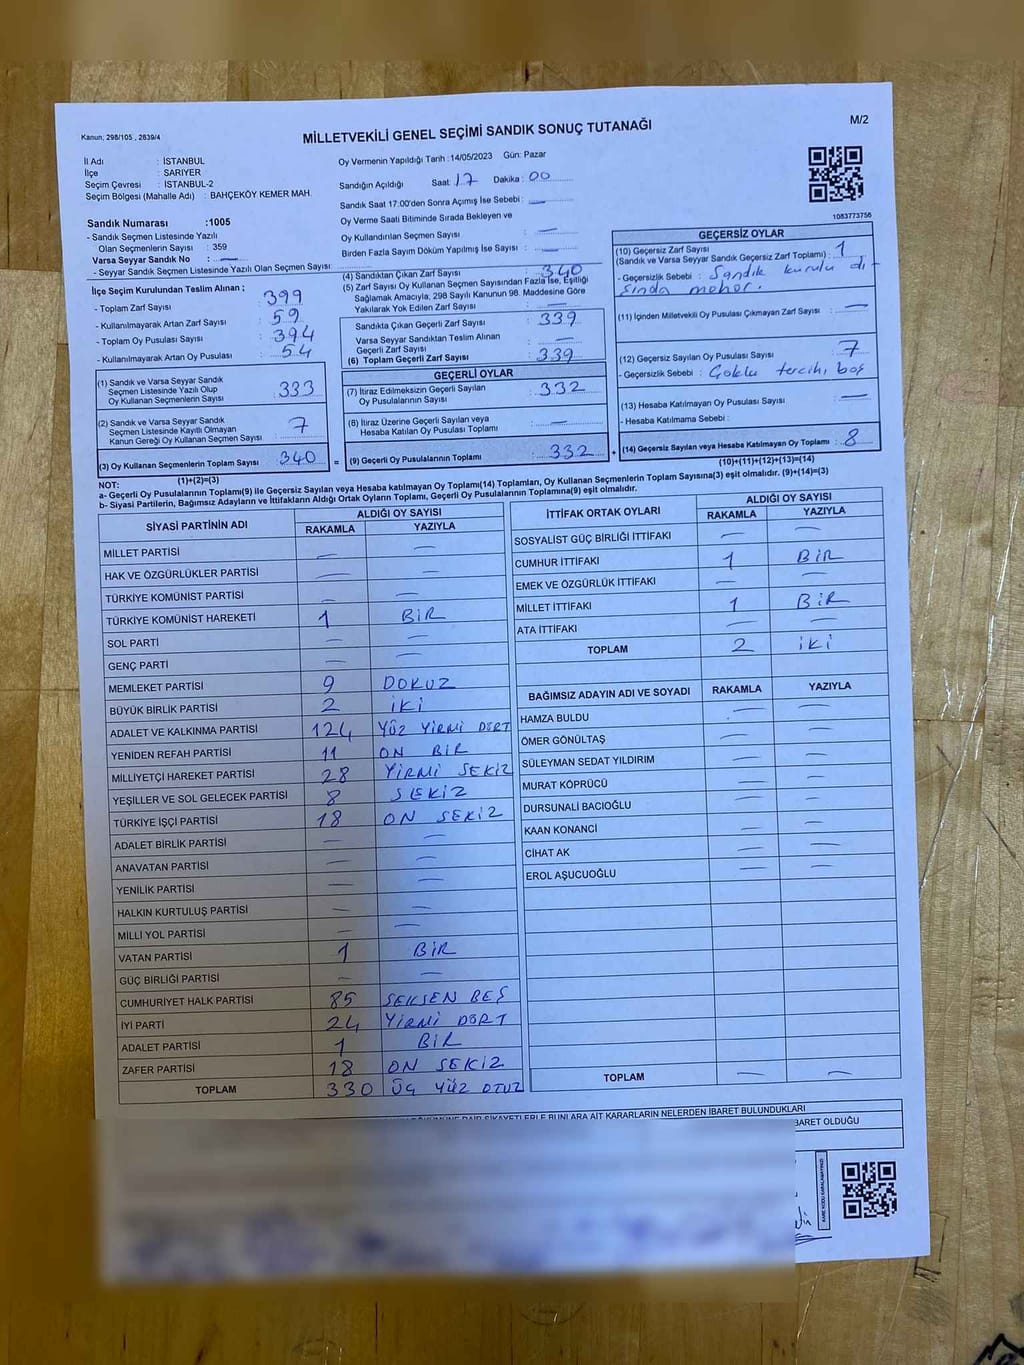 Kanun; 298/105 , 2839/4
MİLLETVEKİLİ GENEL SEÇİMİ SANDIK SONUÇ TUTANAĞI
M/2
İl Adı : İSTANBUL
İlçe : SARIYER
Seçim Çevresi : İSTANBUL-2
Seçim Bölgesi (Mahalle Adı) : BAHÇEKÖY KEMER MAH.
Oy Vermenin Yapıldığı Tarih :14/05/2023 Gün: Pazar
Sandığın Açıldığı Saat : 17 Dakika : 00
Sandık Saat 17:00'den Sonra Açılmış İse Sebebi : —
Oy Verme Saati Bitiminde Sırada Bekleyen ve
Oy Kullandırılan Seçmen Sayısı : —
Birden Fazla Sayım Döküm Yapılmış İse Sayısı : —
1083773756
Sandık Numarası :1005
- Sandık Seçmen Listesinde Yazılı
Olan Seçmenlerin Sayısı : 359
Varsa Seyyar Sandık No : —
- Seyyar Sandık Seçmen Listesinde Yazılı Olan Seçmen Sayısı:
İlçe Seçim Kurulundan Teslim Alınan ;
- Toplam Zarf Sayısı : 399
- Kullanılmayarak Artan Zarf Sayısı : 59
- Toplam Oy Pusulası Sayısı : 394
- Kullanılmayarak Artan Oy Pusulası : 54
(1) Sandık ve Varsa Seyyar Sandık
Seçmen Listesinde Yazılı Olup
Oy Kullanan Seçmenlerin Sayısı : 333
(2) Sandık ve Varsa Seyyar Sandık
Seçmen Listesinde Kayıtlı Olmayan
Kanun Gereği Oy Kullanan Seçmen Sayısı : 7
(3) Oy Kullanan Seçmenlerin Toplam Sayısı : 340
(1)+(2)=(3)
(4) Sandıktan Çıkan Zarf Sayısı : 340
(5) Zarf Sayısı Oy Kullanan Seçmen Sayısından Fazla İse, Eşitliği
Sağlamak Amacıyla, 298 Sayılı Kanunun 98. Maddesine Göre
Yakılarak Yok Edilen Zarf Sayısı : —
Sandıkta Çıkan Geçerli Zarf Sayısı : 339
Varsa Seyyar Sandıktan Teslim Alınan
Geçerli Zarf Sayısı : —
(6) Toplam Geçerli Zarf Sayısı : 339
GEÇERLİ OYLAR
(7) İtiraz Edilmeksizin Geçerli Sayılan
Oy Pusulalarının Sayısı : 332
(8) İtiraz Üzerine Geçerli Sayılan veya
Hesaba Katılan Oy Pusulası Toplamı : —
= (9) Geçerli Oy Pusulalarının Toplamı : 332 +
GEÇERSİZ OYLAR
(10) Geçersiz Zarf Sayısı
(Sandık ve Varsa Seyyar Sandık Geçersiz Zarf Toplamı) : 1
- Geçersizlik Sebebi : Sandık kurulu dı-
şında mühür.
(11) İçinden Milletvekili Oy Pusulası Çıkmayan Zarf Sayısı : —
(12) Geçersiz Sayılan Oy Pusulası Sayısı : 7
- Geçersizlik Sebebi : Çoklu tercih, boş
(13) Hesaba Katılmayan Oy Pusulası Sayısı : —
- Hesaba Katılmama Sebebi :
(14) Geçersiz Sayılan veya Hesaba Katılmayan Oy Toplamı : 8
(10)+(11)+(12)+(13)=(14)
NOT:
a- Geçerli Oy Pusulalarının Toplamı(9) ile Geçersiz Sayılan veya Hesaba katılmayan Oy Toplamı(14) Toplamları, Oy Kullanan Seçmenlerin Toplam Sayısına(3) eşit olmalıdır. (9)+(14)=(3)
b- Siyasi Partilerin, Bağımsız Adayların ve İttifakların Aldığı Ortak Oyların Toplamı, Geçerli Oy Pusulalarının Toplamına(9) eşit olmalıdır.
SİYASİ PARTİNİN ADI ALDIĞI OY SAYISI
RAKAMLA YAZIYLA
MİLLET PARTİSİ — —
HAK VE ÖZGÜRLÜKLER PARTİSİ — —
TÜRKİYE KOMÜNİST PARTİSİ — —
TÜRKİYE KOMÜNİST HAREKETİ 1 BİR
SOL PARTİ — —
GENÇ PARTİ — —
MEMLEKET PARTİSİ 9 DOKUZ
BÜYÜK BİRLİK PARTİSİ 2 İKİ
ADALET VE KALKINMA PARTİSİ 124 YÜZ YİRMİ DÖRT
YENİDEN REFAH PARTİSİ 11 ON BİR
MİLLİYETÇİ HAREKET PARTİSİ 28 YİRMİ SEKİZ
YEŞİLLER VE SOL GELECEK PARTİSİ 8 SEKİZ
TÜRKİYE İŞÇİ PARTİSİ 18 ON SEKİZ
ADALET BİRLİK PARTİSİ — —
ANAVATAN PARTİSİ — —
YENİLİK PARTİSİ — —
HALKIN KURTULUŞ PARTİSİ — —
MİLLİ YOL PARTİSİ — —
VATAN PARTİSİ 1 BİR
GÜÇ BİRLİĞİ PARTİSİ — —
CUMHURİYET HALK PARTİSİ 85 SEKSEN BEŞ
İYİ PARTİ 24 YİRMİ DÖRT
ADALET PARTİSİ 1 BİR
ZAFER PARTİSİ 18 ON SEKİZ
TOPLAM 330 ÜÇ YÜZ OTUZ
İTTİFAK ORTAK OYLARI ALDIĞI OY SAYISI
RAKAMLA YAZIYLA
SOSYALİST GÜÇ BİRLİĞİ İTTİFAKI — —
CUMHUR İTTİFAKI 1 BİR
EMEK VE ÖZGÜRLÜK İTTİFAKI — —
MİLLET İTTİFAKI 1 BİR
ATA İTTİFAKI — —
TOPLAM 2 İKİ
BAĞIMSIZ ADAYIN ADI VE SOYADI RAKAMLA YAZIYLA
HAMZA BULDU — —
ÖMER GÖNÜLTAŞ — —
SÜLEYMAN SEDAT YILDIRIM — —
MURAT KÖPRÜCÜ — —
DURSUNALİ BACIOĞLU — —
KAAN KONANCİ — —
CİHAT AK — —
EROL AŞUCUOĞLU — —
TOPLAM — —
DÖKÜMÜNE DAİR ŞİKAYETLERLE BUNLARA AİT KARARLARIN NELERDEN İBARET BULUNDUKLARI
BARET OLDUĞU